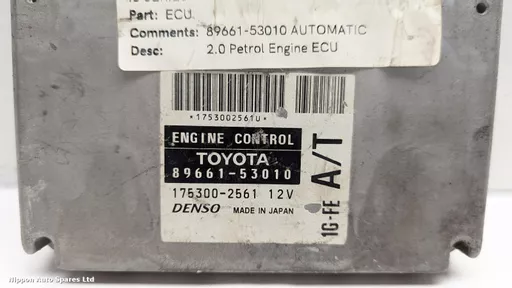 Part: ECU
Comments: 89661-53010 AUTOMATIC
Desc: 2.0 Petrol Engine ECU
*1753002561U*
ENGINE CONTROL
TOYOTA
89661-53010
175300-2561 12V
DENSO MADE IN JAPAN
1G-FE A/T
Nippon Auto Spares Ltd